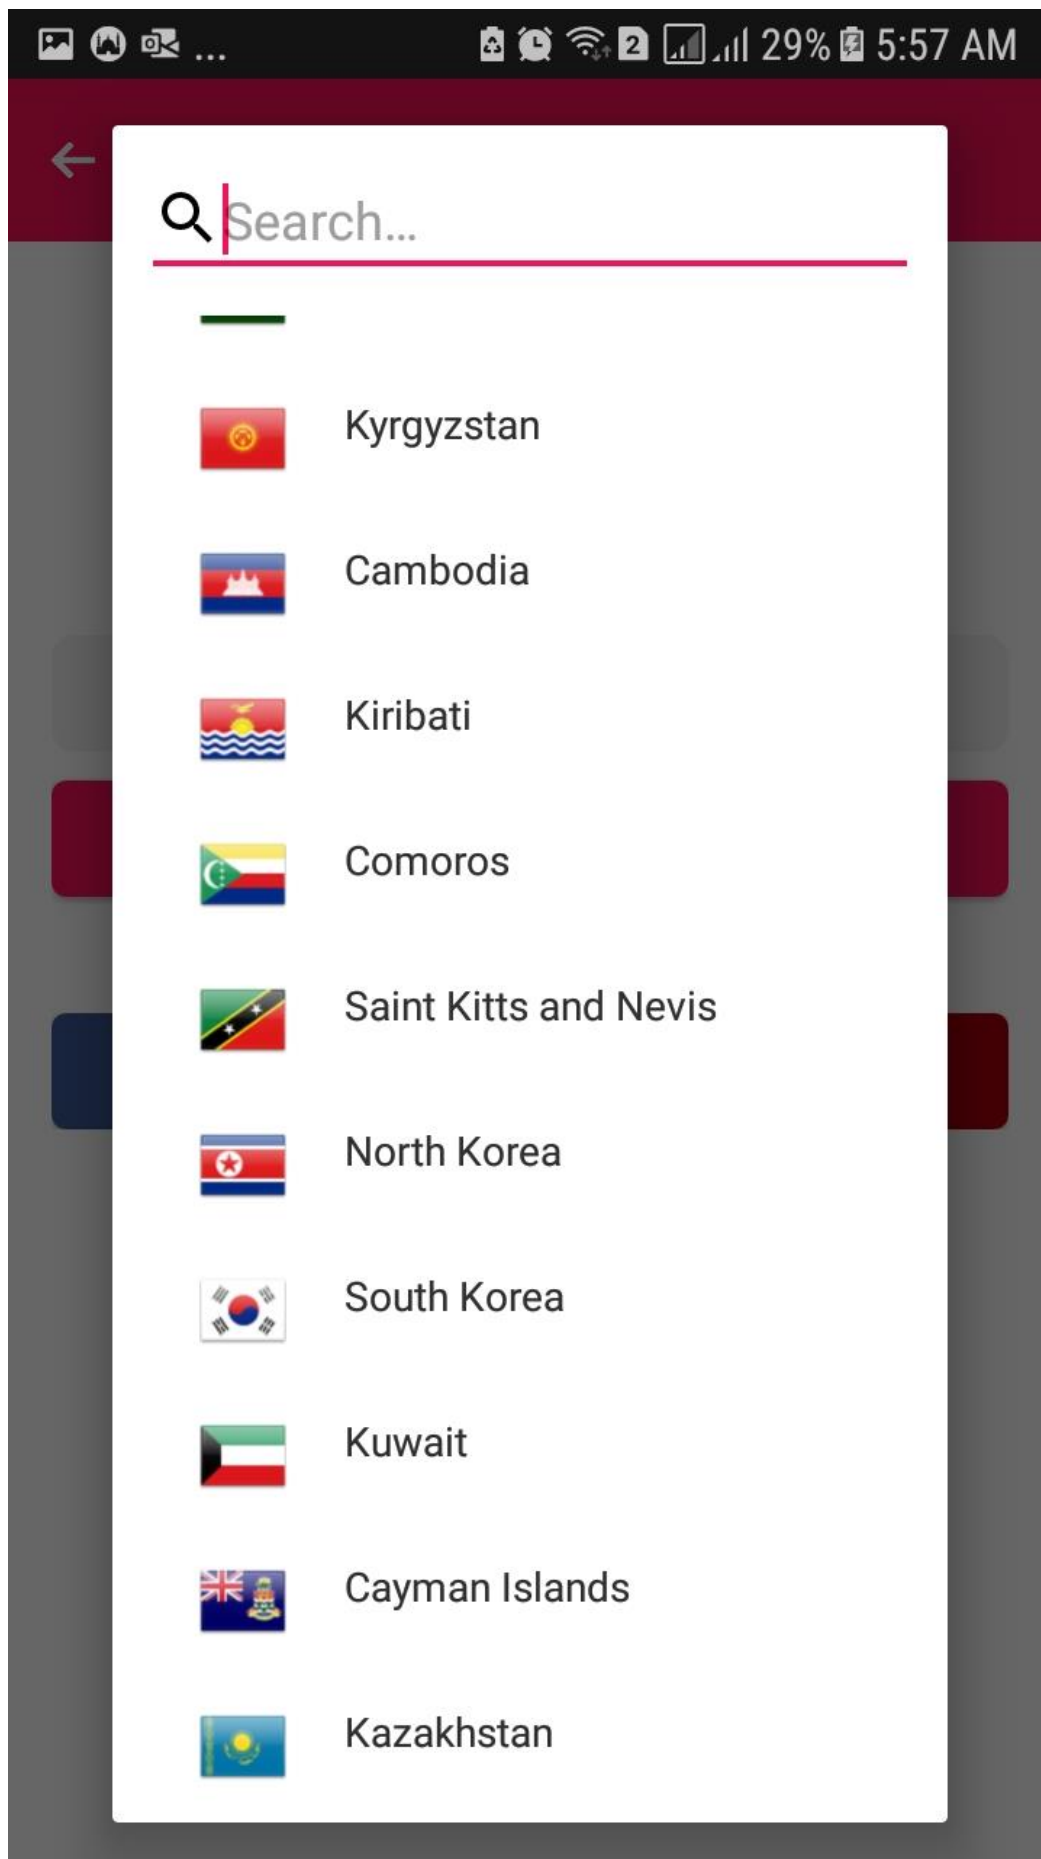 ... 2 29% 5:57 AM
Search...
Kyrgyzstan
Cambodia
Kiribati
Comoros
Saint Kitts and Nevis
North Korea
South Korea
Kuwait
Cayman Islands
Kazakhstan